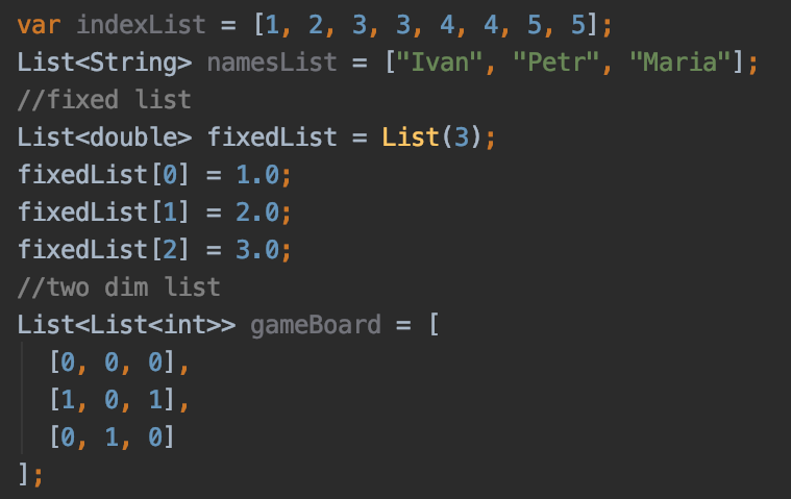 var indexList = [1, 2, 3, 3, 4, 4, 5, 5];
List<String> namesList = ["Ivan", "Petr", "Maria"];
//fixed list
List<double> fixedList = List(3);
fixedList[0] = 1.0;
fixedList[1] = 2.0;
fixedList[2] = 3.0;
//two dim list
List<List<int>> gameBoard = [
  [0, 0, 0],
  [1, 0, 1],
  [0, 1, 0]
];